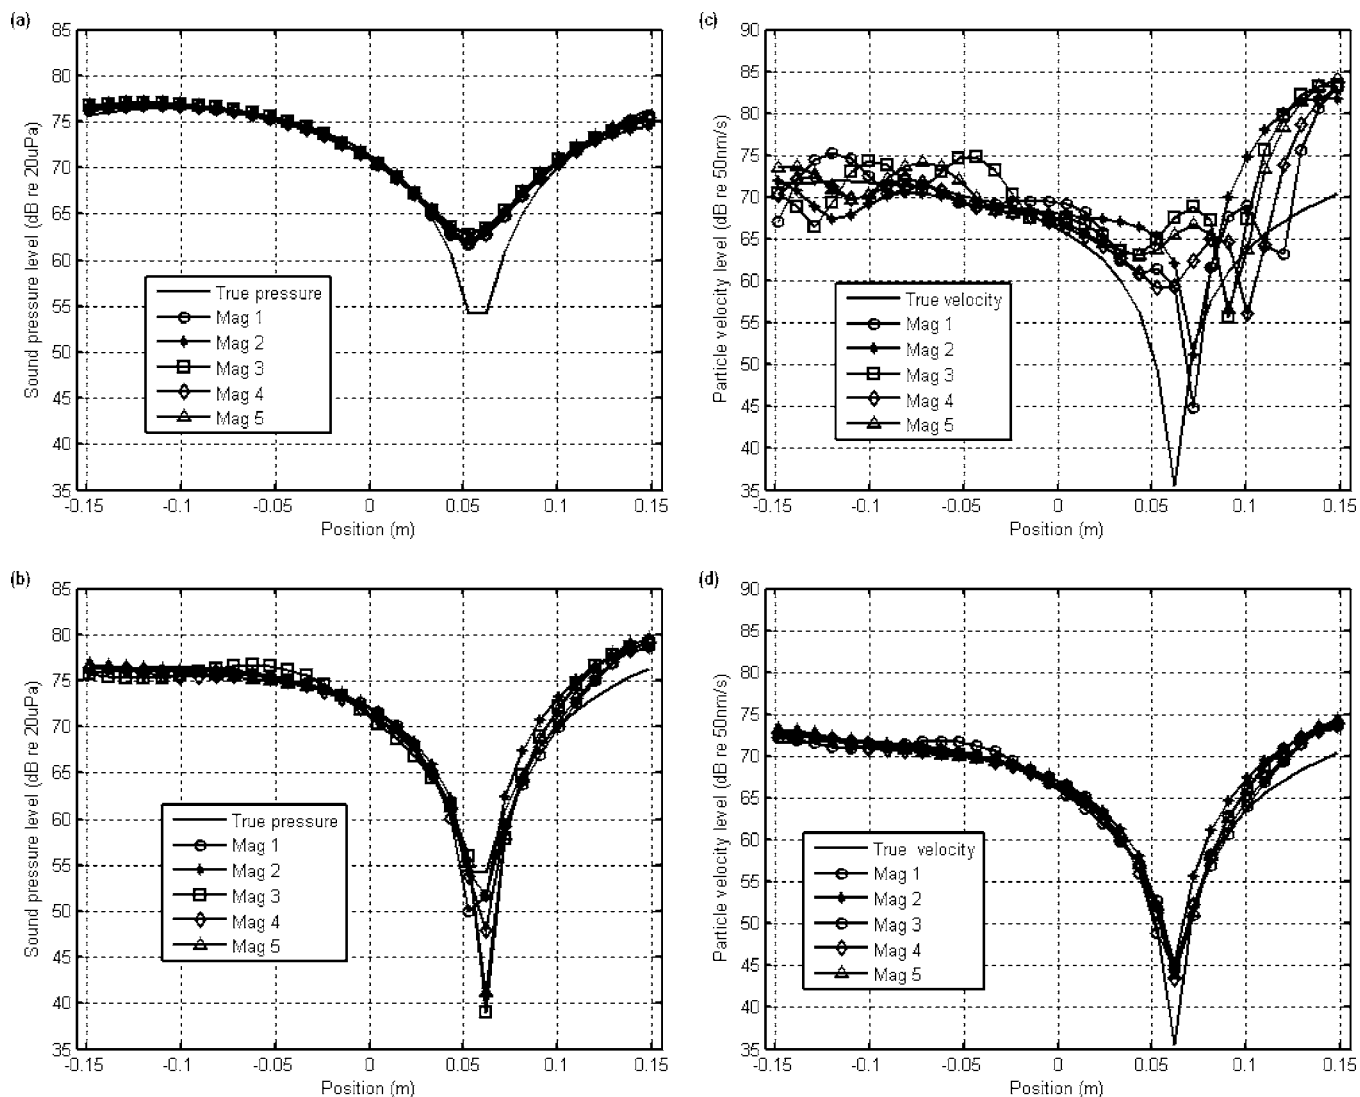 (a)
85
80
75
70
65
60
55
50
45
40
35
Sound pressure level (dB re 20uPa)
True pressure
Mag 1
Mag 2
Mag 3
Mag 4
Mag 5
-0.15 -0.1 -0.05 0 0.05 0.1 0.15
Position (m)
(c)
90
85
80
75
70
65
60
55
50
45
40
35
Particle velocity level (dB re 50nm/s)
True velocity
Mag 1
Mag 2
Mag 3
Mag 4
Mag 5
-0.15 -0.1 -0.05 0 0.05 0.1 0.15
Position (m)
(b)
85
80
75
70
65
60
55
50
45
40
35
Sound pressure level (dB re 20uPa)
True pressure
Mag 1
Mag 2
Mag 3
Mag 4
Mag 5
-0.15 -0.1 -0.05 0 0.05 0.1 0.15
Position (m)
(d)
90
85
80
75
70
65
60
55
50
45
40
35
Particle velocity level (dB re 50nm/s)
True velocity
Mag 1
Mag 2
Mag 3
Mag 4
Mag 5
-0.15 -0.1 -0.05 0 0.05 0.1 0.15
Position (m)